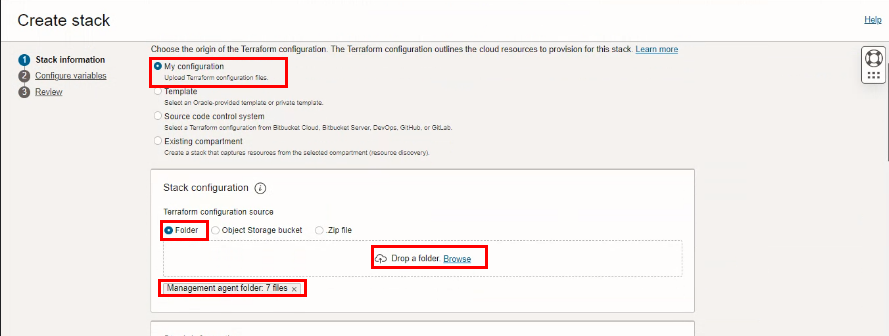 Create stack
Help
Choose the origin of the Terraform configuration. The Terraform configuration outlines the cloud resources to provision for this stack. Learn more
1 Stack information
2 Configure variables
3 Review
My configuration
Upload Terraform configuration files.
Template
Select an Oracle-provided template or private template.
Source code control system
Select a Terraform configuration from Bitbucket Cloud, Bitbucket Server, DevOps, GitHub, or GitLab.
Existing compartment
Create a stack that captures resources from the selected compartment (resource discovery).
Stack configuration i
Terraform configuration source
Folder Object Storage bucket .Zip file
Drop a folder. Browse
Management agent folder: 7 files ×